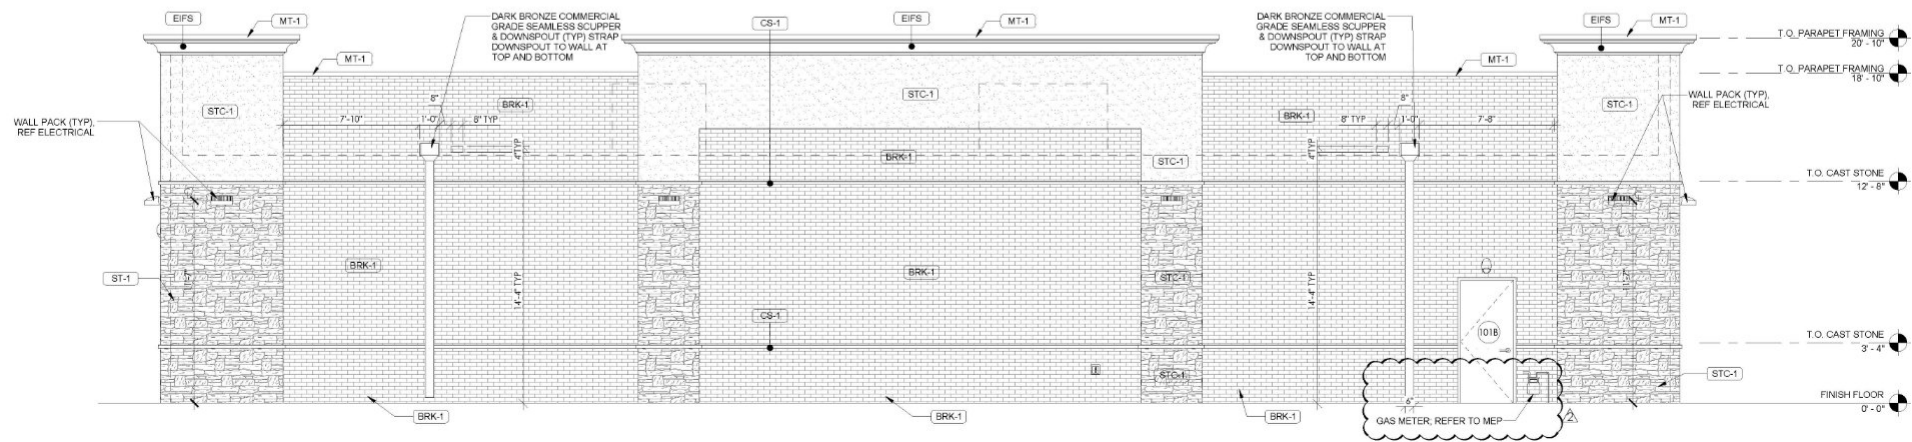 EIFS
MT-1
DARK BRONZE COMMERCIAL
GRADE SEAMLESS SCUPPER
& DOWNSPOUT (TYP) STRAP
DOWNSPOUT TO WALL AT
TOP AND BOTTOM
CS-1
EIFS
MT-1
DARK BRONZE COMMERCIAL
GRADE SEAMLESS SCUPPER
& DOWNSPOUT (TYP) STRAP
DOWNSPOUT TO WALL AT
TOP AND BOTTOM
EIFS
MT-1
T.O. PARAPET FRAMING
20' - 10"
MT-1
MT-1
T.O. PARAPET FRAMING
18' - 10"
STC-1
8"
BRK-1
STC-1
8"
BRK-1
STC-1
WALL PACK (TYP),
REF ELECTRICAL
WALL PACK (TYP),
REF ELECTRICAL
7'-10"
1'-0"
8" TYP
8" TYP
1'-0"
7'-8"
4" TYP
BRK-1
STC-1
4" TYP
T.O. CAST STONE
12' - 8"
ST-1
BRK-1
14'-4" TYP
BRK-1
STC-1
14'-4" TYP
CS-1
101B
T.O. CAST STONE
3' - 4"
STC-1
STC-1
BRK-1
BRK-1
BRK-1
6"
GAS METER; REFER TO MEP
2
FINISH FLOOR
0' - 0"